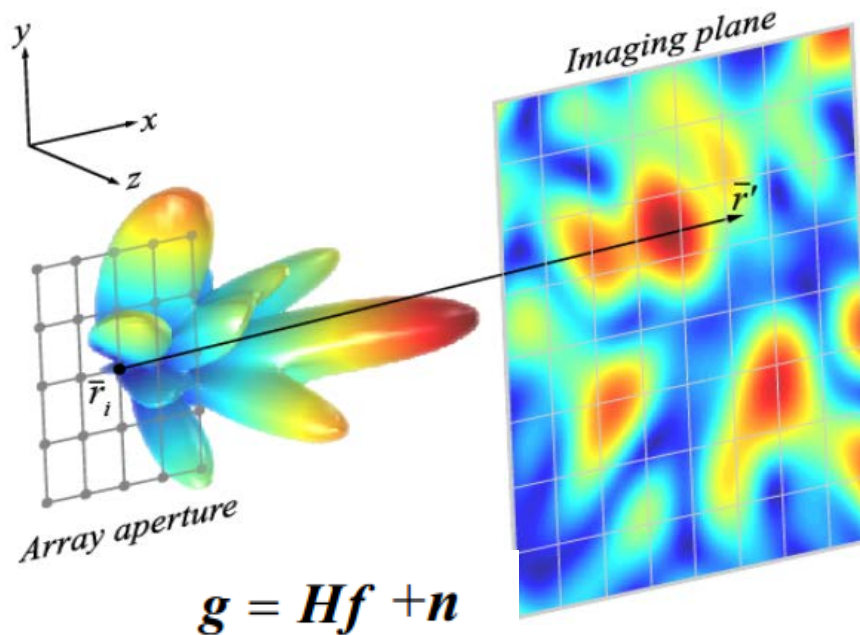 y
x
z
Imaging plane
r̄′
r̄ᵢ
Array aperture
g = Hf +n